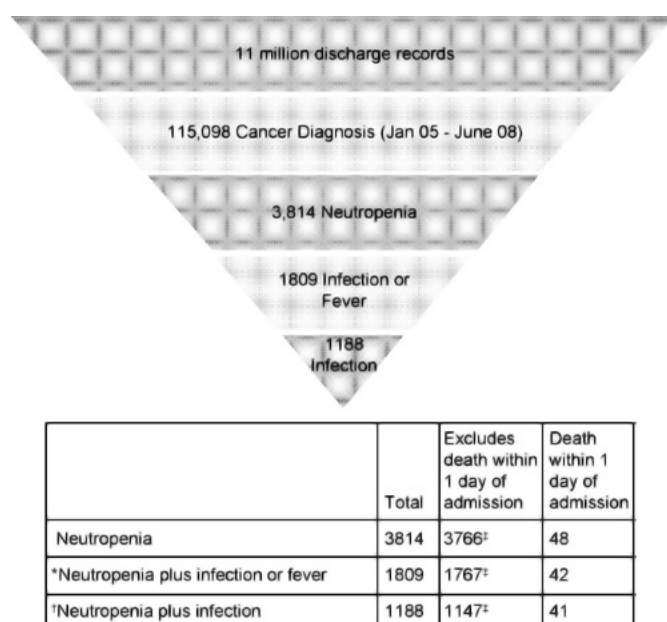 11 million discharge records
115,098 Cancer Diagnosis (Jan 05 - June 08)
3,814 Neutropenia
1809 Infection or
Fever
1188
Infection
Total
Excludes
death within
1 day of
admission
Death
within 1
day of
admission
Neutropenia 3814 3766‡ 48
*Neutropenia plus infection or fever 1809 1767‡ 42
†Neutropenia plus infection 1188 1147‡ 41